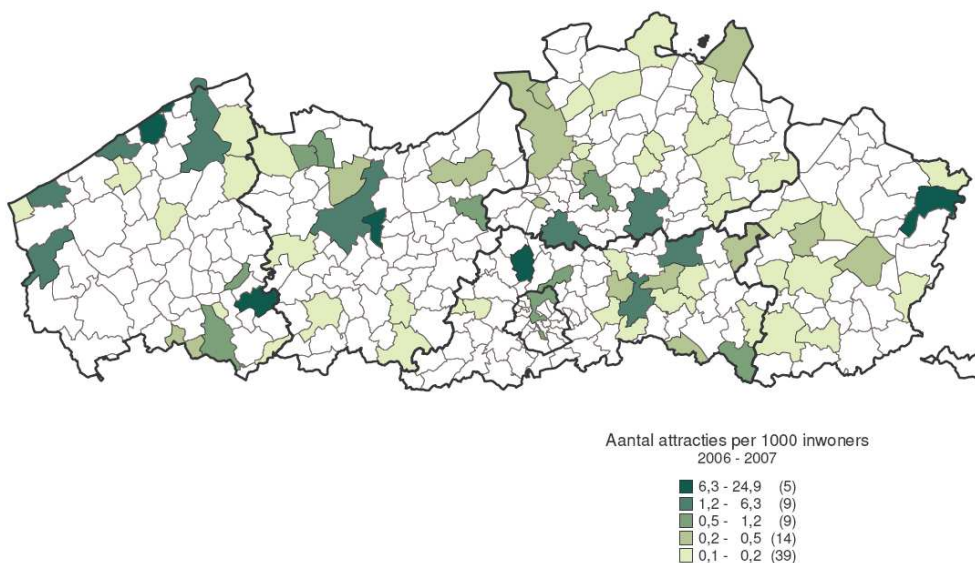 Aantal attracties per 1000 inwoners
2006 - 2007
6,3 - 24,9 (5)
1,2 - 6,3 (9)
0,5 - 1,2 (9)
0,2 - 0,5 (14)
0,1 - 0,2 (39)